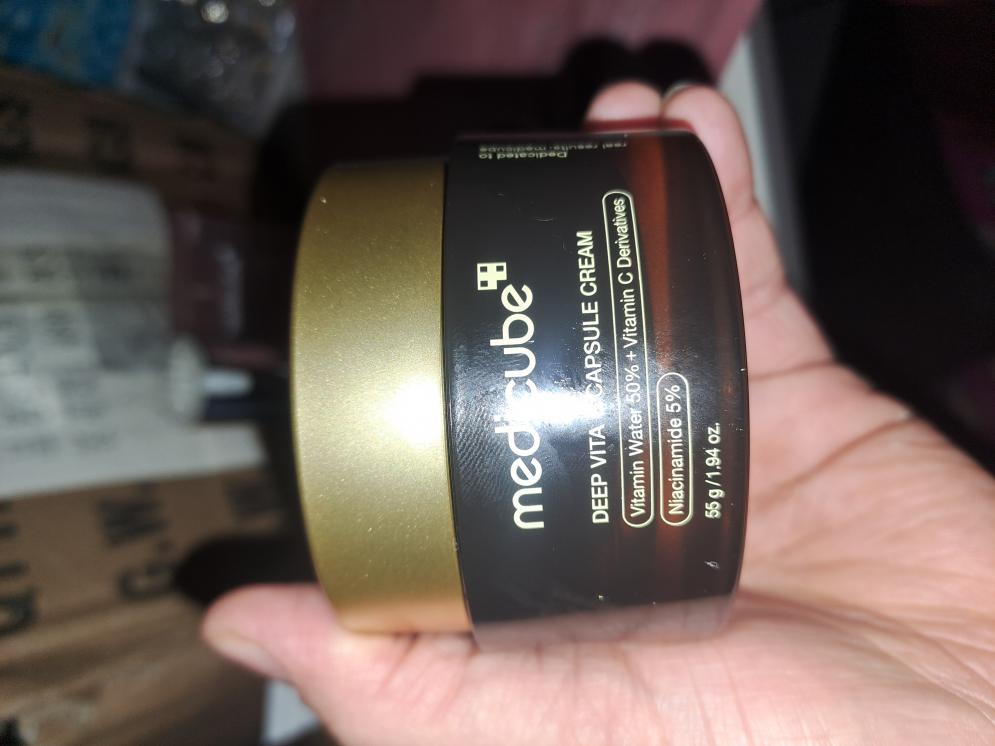 Dedicated to
real results, medicube
medicube
DEEP VITA CAPSULE CREAM
Vitamin Water 50% + Vitamin C Derivatives
Niacinamide 5%
55 g / 1.94 oz.